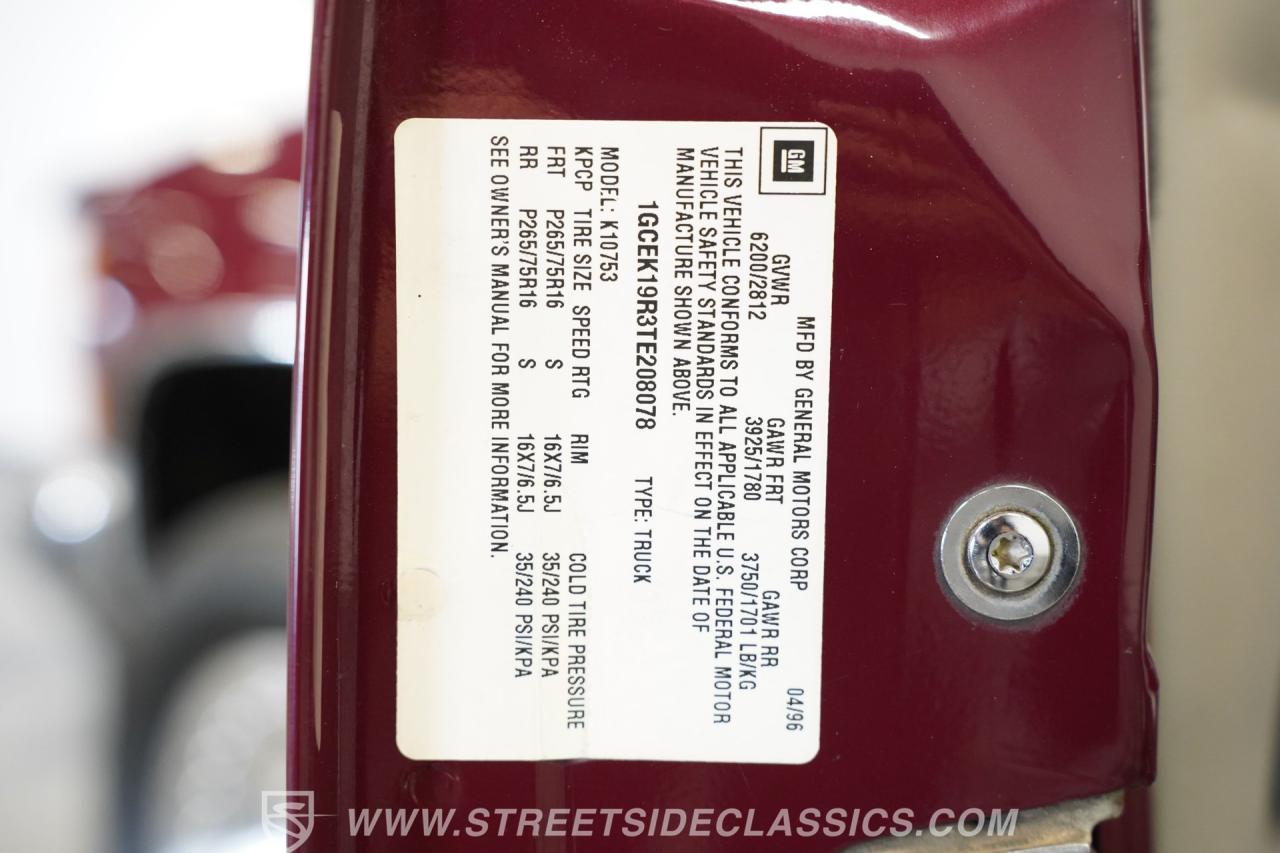 GM
MFD BY GENERAL MOTORS CORP 04/96
GVWR GAWR FRT GAWR RR
6200/2812 3925/1780 3750/1701 LB/KG
THIS VEHICLE CONFORMS TO ALL APPLICABLE U.S. FEDERAL MOTOR
VEHICLE SAFETY STANDARDS IN EFFECT ON THE DATE OF
MANUFACTURE SHOWN ABOVE.
1GCEK19R3TE208078 TYPE: TRUCK
MODEL: K10753
KPCP TIRE SIZE SPEED RTG RIM COLD TIRE PRESSURE
FRT P265/75R16 S 16X7/6.5J 35/240 PSI/KPA
RR P265/75R16 S 16X7/6.5J 35/240 PSI/KPA
SEE OWNER'S MANUAL FOR MORE INFORMATION.
WWW.STREETSIDECLASSICS.COM